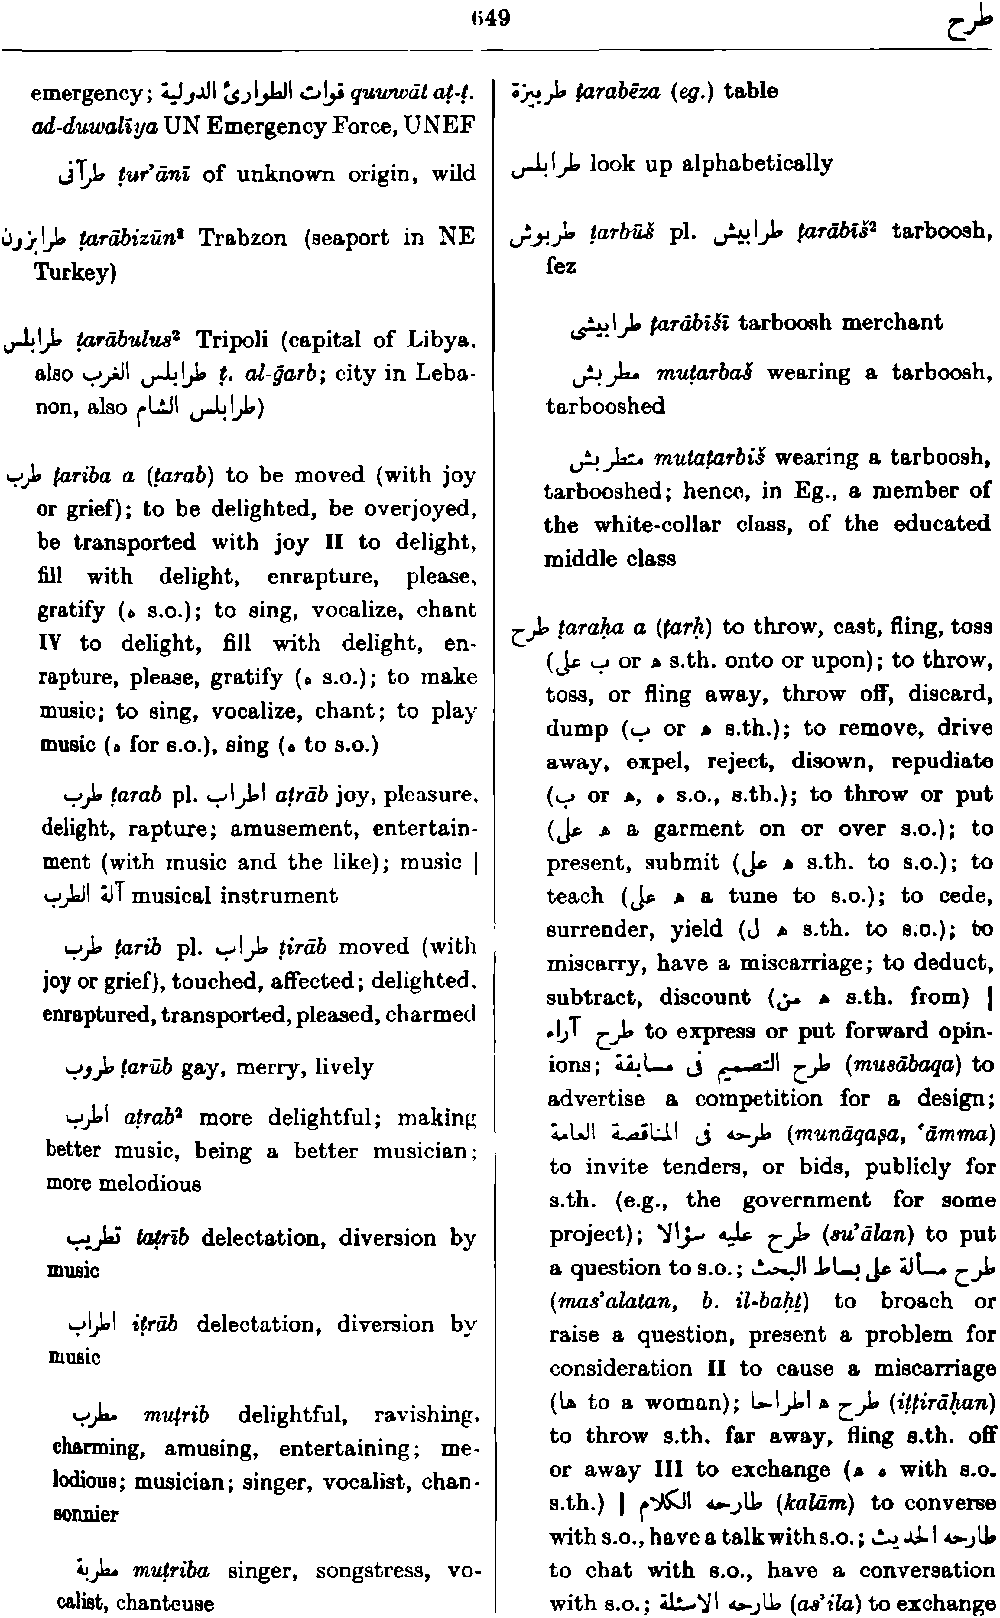 649
طرح
emergency; قوات الطوارئ الدولية quwwāt aṭ-ṭ.
ad-duwalīya UN Emergency Force, UNEF
طرآنى ṭur’ānī of unknown origin, wild
طرابزون ṭarābizūn² Trabzon (seaport in NE
Turkey)
طرابلس ṭarābulus² Tripoli (capital of Libya,
also طرابلس الغرب ṭ. al-ḡarb; city in Leba-
non, also طرابلس الشام)
طرب ṭariba a (ṭarab) to be moved (with joy
or grief); to be delighted, be overjoyed,
be transported with joy II to delight,
fill with delight, enrapture, please,
gratify (ه s.o.); to sing, vocalize, chant
IV to delight, fill with delight, en-
rapture, please, gratify (ه s.o.); to make
music; to sing, vocalize, chant; to play
music (ه for s.o.), sing (ه to s.o.)
طرب ṭarab pl. اطراب aṭrāb joy, pleasure,
delight, rapture; amusement, entertain-
ment (with music and the like); music |
آلة الطرب musical instrument
طرب ṭarib pl. طراب ṭirāb moved (with
joy or grief), touched, affected; delighted,
enraptured, transported, pleased, charmed
طروب ṭarūb gay, merry, lively
اطرب aṭrab² more delightful; making
better music, being a better musician;
more melodious
تطريب taṭrīb delectation, diversion by
music
اطراب iṭrāb delectation, diversion by
music
مطرب muṭrib delightful, ravishing,
charming, amusing, entertaining; me-
lodious; musician; singer, vocalist, chan-
sonnier
مطربة muṭriba singer, songstress, vo-
calist, chanteuse
طربيزة ṭarabēza (eg.) table
طرابلس look up alphabetically
طربوش ṭarbūš pl. طرابيش ṭarābīš² tarboosh,
fez
طرابيشى ṭarābīšī tarboosh merchant
مطربش muṭarbaš wearing a tarboosh,
tarbooshed
متطربش mutaṭarbiš wearing a tarboosh,
tarbooshed; hence, in Eg., a member of
the white-collar class, of the educated
middle class
طرح ṭaraḥa a (ṭarḥ) to throw, cast, fling, toss
(ب or ه s.th. على onto or upon); to throw,
toss, or fling away, throw off, discard,
dump (ب or ه s.th.); to remove, drive
away, expel, reject, disown, repudiate
(ب or ه, ه s.o., s.th.); to throw or put
(ه على a garment on or over s.o.); to
present, submit (ه على s.th. to s.o.); to
teach (ه على a tune to s.o.); to cede,
surrender, yield (ه ل s.th. to s.o.); to
miscarry, have a miscarriage; to deduct,
subtract, discount (ه من s.th. from) |
طرح آراء to express or put forward opin-
ions; طرح التصميم فى مسابقة (musābaqa) to
advertise a competition for a design;
طرحه فى المناقصة العامة (munāqaṣa, ‘āmma)
to invite tenders, or bids, publicly for
s.th. (e.g., the government for some
project); طرح عليه سؤالا (su’ālan) to put
a question to s.o.; طرح مسألة على بساط البحث
(mas’alatan, b. il-baḥṯ) to broach or
raise a question, present a problem for
consideration II to cause a miscarriage
(ها to a woman); طرح ه اطراحا (iṭṭirāḥan)
to throw s.th. far away, fling s.th. off
or away III to exchange (ه ه with s.o.
s.th.) | طارحه الكلام (kalām) to converse
with s.o., have a talk with s.o.; طارحه الحديث
to chat with s.o., have a conversation
with s.o.; طارحه الاسئلة (as’ila) to exchange